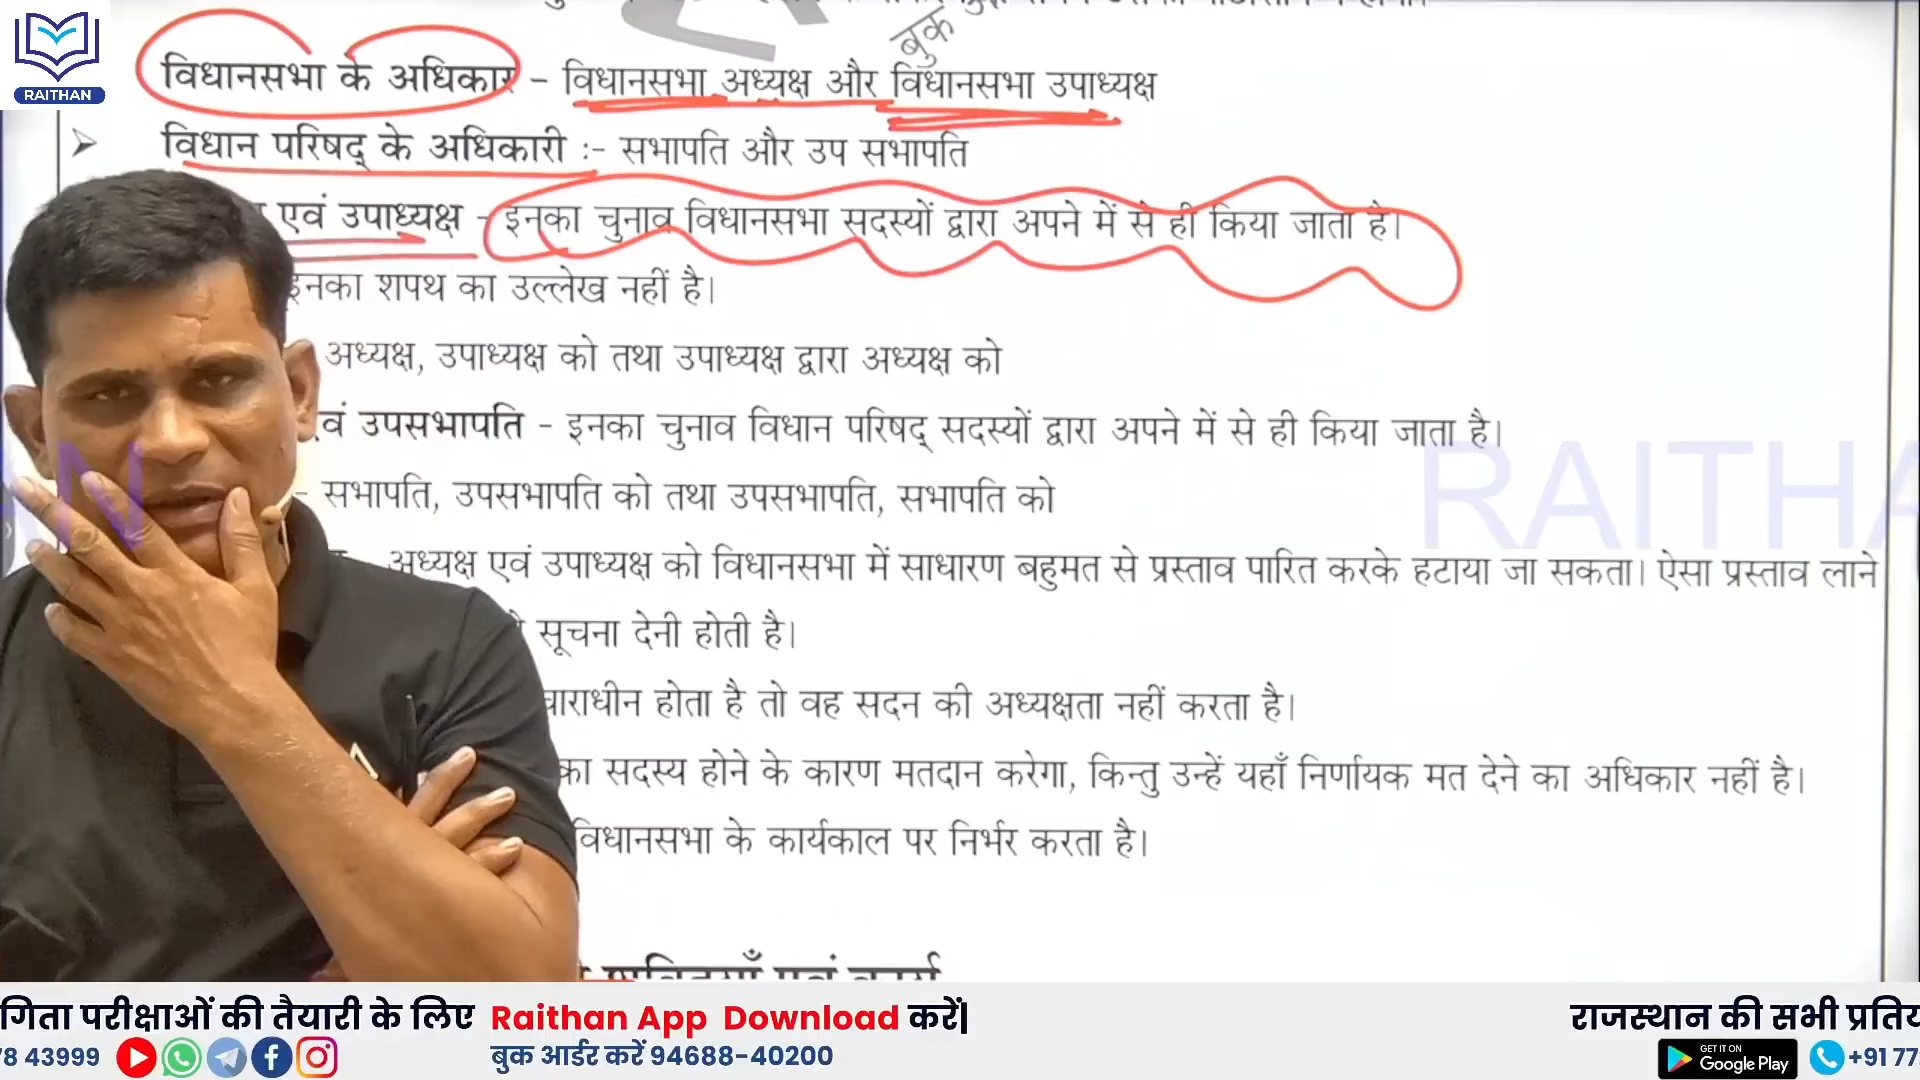 RAITHAN
बुक
विधानसभा के अधिकार - विधानसभा अध्यक्ष और विधानसभा उपाध्यक्ष
➢ विधान परिषद् के अधिकारी :- सभापति और उप सभापति
एवं उपाध्यक्ष - इनका चुनाव विधानसभा सदस्यों द्वारा अपने में से ही किया जाता है।
इनका शपथ का उल्लेख नहीं है।
अध्यक्ष, उपाध्यक्ष को तथा उपाध्यक्ष द्वारा अध्यक्ष को
एवं उपसभापति - इनका चुनाव विधान परिषद् सदस्यों द्वारा अपने में से ही किया जाता है।
- सभापति, उपसभापति को तथा उपसभापति, सभापति को
अध्यक्ष एवं उपाध्यक्ष को विधानसभा में साधारण बहुमत से प्रस्ताव पारित करके हटाया जा सकता। ऐसा प्रस्ताव लाने
सूचना देनी होती है।
होता है तो वह सदन की अध्यक्षता नहीं करता है।
का सदस्य होने के कारण मतदान करेगा, किन्तु उन्हें यहाँ निर्णायक मत देने का अधिकार नहीं है।
विधानसभा के कार्यकाल पर निर्भर करता है।
AN RAITHA
गिता परीक्षाओं की तैयारी के लिए Raithan App Download करें| राजस्थान की सभी प्रतिय
78 43999 बुक आर्डर करें 94688-40200 GET IT ON Google Play +91 77